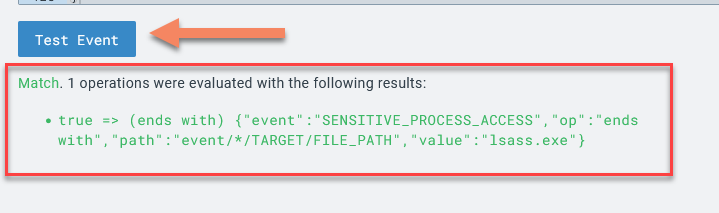 Test Event
Match. 1 operations were evaluated with the following results:
• true => (ends with) {"event":"SENSITIVE_PROCESS_ACCESS","op":"ends
with","path":"event/*/TARGET/FILE_PATH","value":"lsass.exe"}